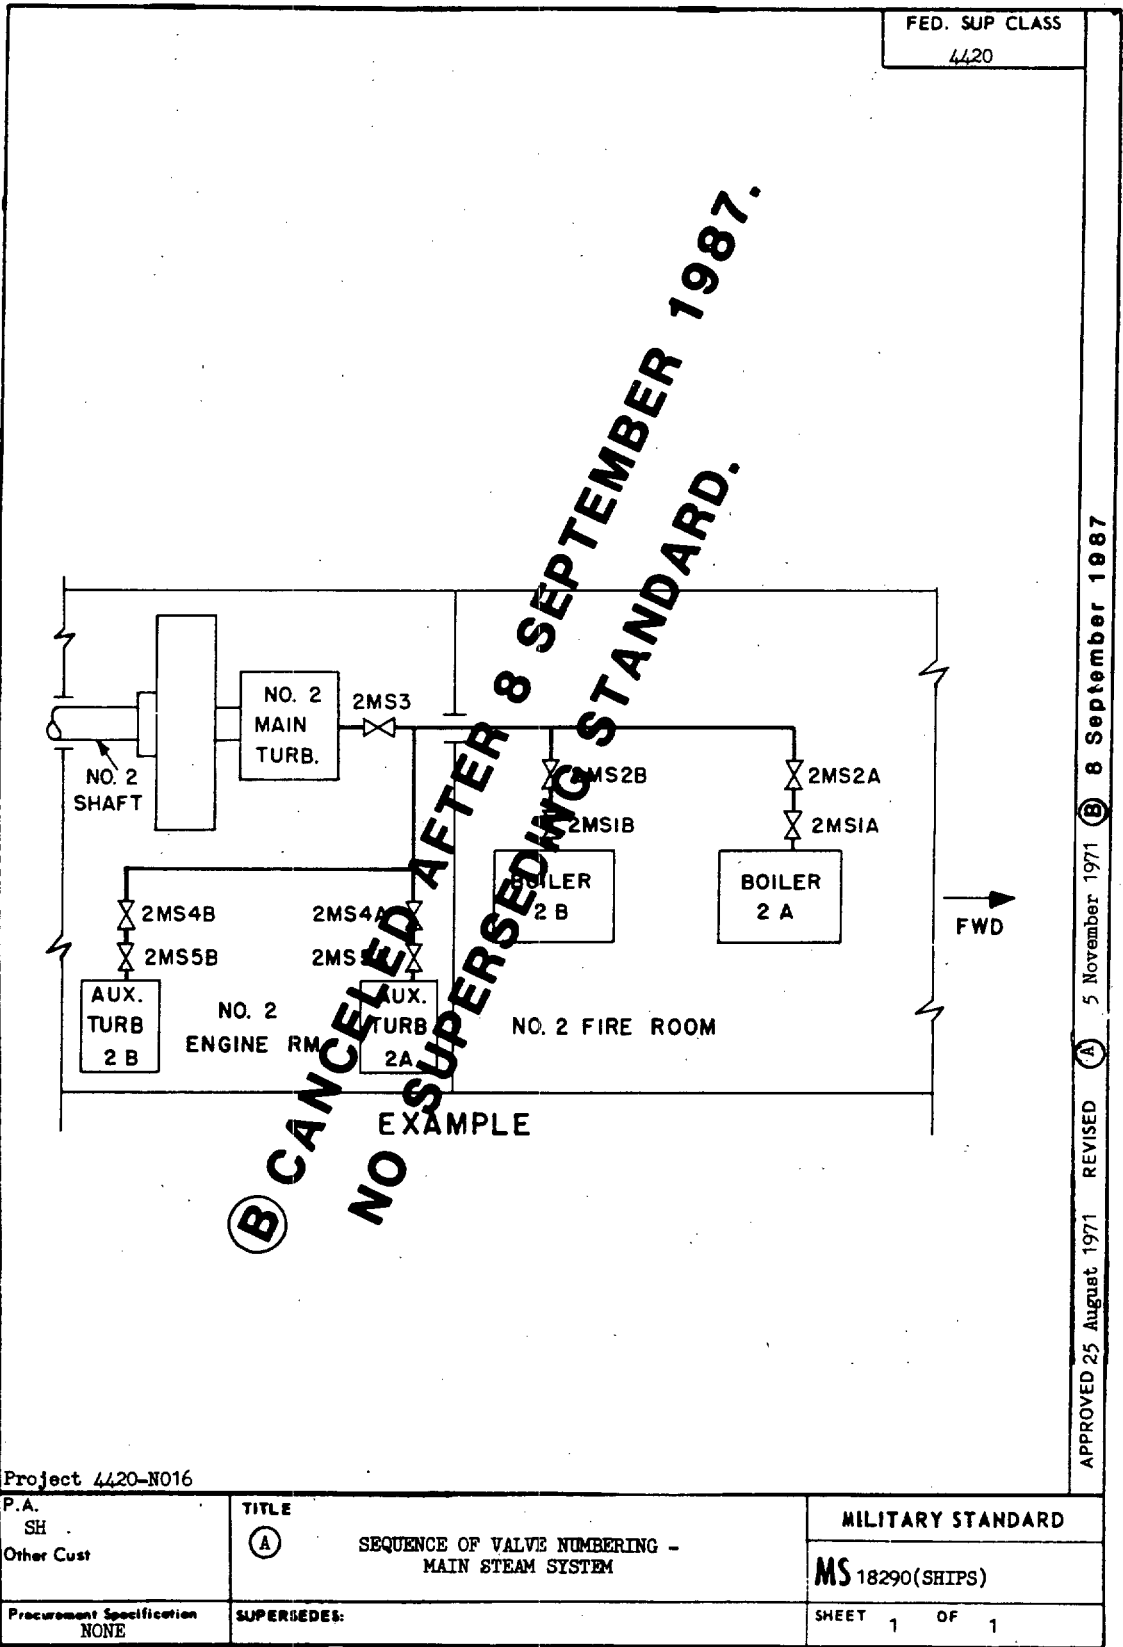 FED. SUP CLASS
4420
B CANCELED AFTER 8 SEPTEMBER 1987.
NO SUPERSEDING STANDARD.
NO. 2
MAIN
TURB.
2MS3
NO. 2
SHAFT
2MS2B
2MS2A
2MS1B
2MS1A
BOILER
2 B
BOILER
2 A
FWD
2MS4B
2MS4A
2MS5B
AUX.
TURB
2 B
NO. 2
ENGINE RM
AUX.
TURB
2A
NO. 2 FIRE ROOM
EXAMPLE
APPROVED 25 August 1971 REVISED A 5 November 1971 B 8 September 1987
Project 4420-N016
P.A.
SH
Other Cust
TITLE
A
SEQUENCE OF VALVE NUMBERING -
MAIN STEAM SYSTEM
MILITARY STANDARD
MS 18290(SHIPS)
Procurement Specification
NONE
SUPERSEDES:
SHEET 1 OF 1